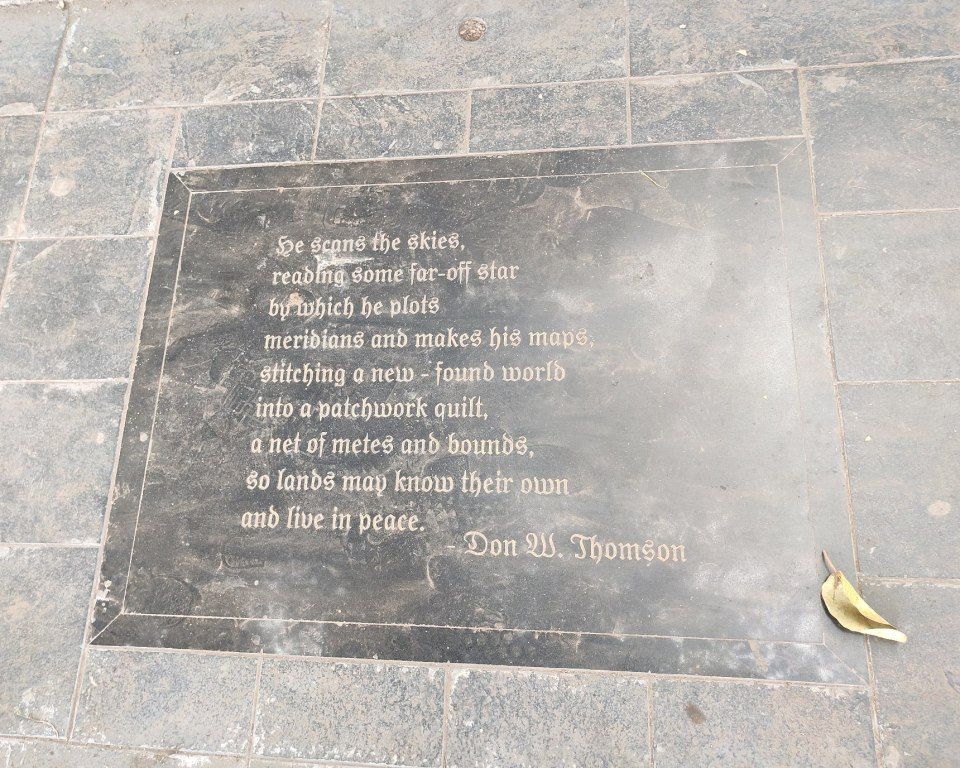 He scans the skies,
reading some far-off star
by which he plots
meridians and makes his maps,
stitching a new - found world
into a patchwork quilt,
a net of metes and bounds,
so lands may know their own
and live in peace.
- Don W. Thomson